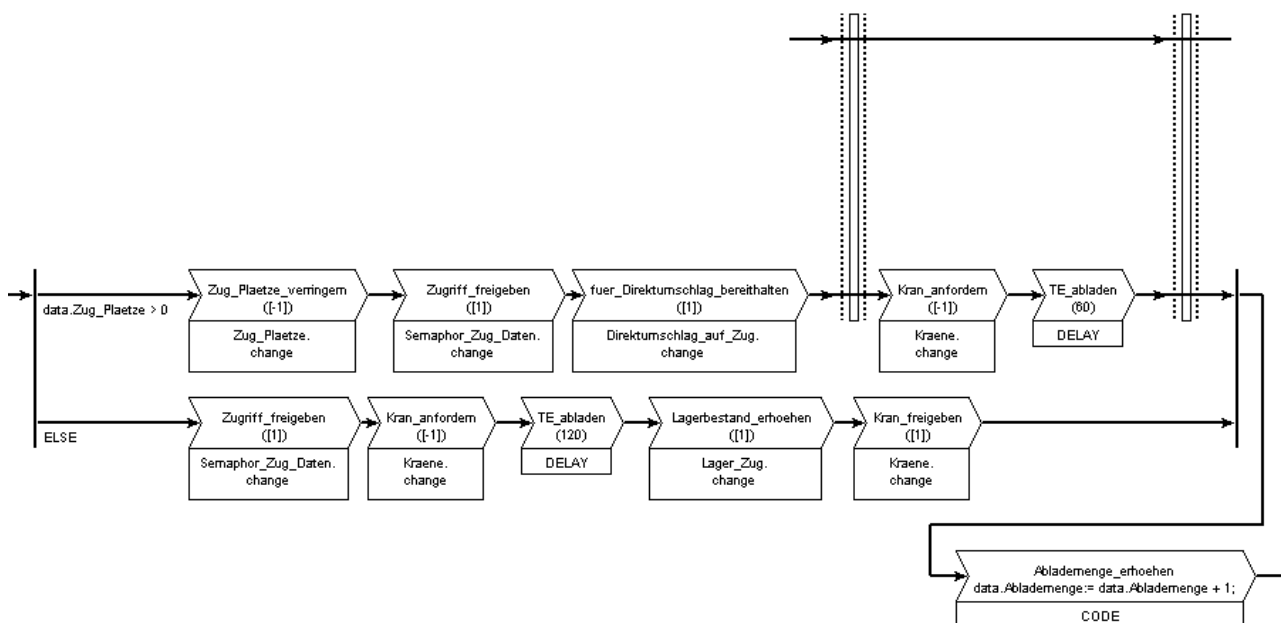 Zug_Plaetze_verringern
([-1])
Zug_Plaetze.
change
Zugriff_freigeben
([1])
Semaphor_Zug_Daten.
change
fuer_Direktumschlag_bereithalten
([1])
Direktumschlag_auf_Zug.
change
Kran_anfordern
([-1])
Kraene.
change
TE_abladen
(60)
DELAY
data.Zug_Plaetze > 0
Zugriff_freigeben
([1])
Semaphor_Zug_Daten.
change
Kran_anfordern
([-1])
Kraene.
change
TE_abladen
(120)
DELAY
Lagerbestand_erhoehen
([1])
Lager_Zug.
change
Kran_freigeben
([1])
Kraene.
change
ELSE
Ablademenge_erhoehen
data.Ablademenge:= data.Ablademenge + 1;
CODE